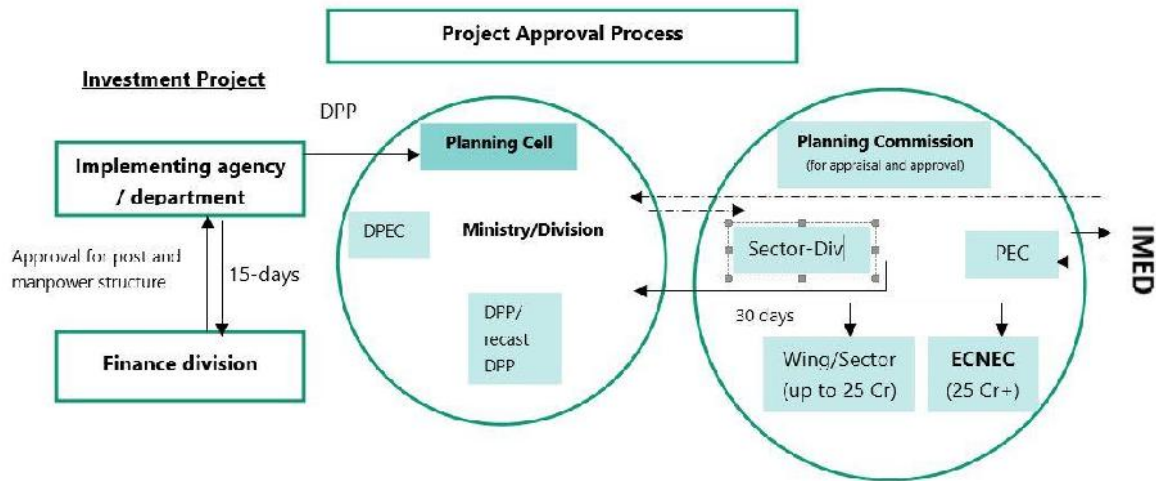 Project Approval Process
Investment Project
DPP
Implementing agency
/ department
Approval for post and
manpower structure
15-days
Finance division
Planning Cell
DPEC
Ministry/Division
DPP/
recast
DPP
Planning Commission
(for appraisal and approval)
Sector-Div
PEC
30 days
Wing/Sector
(up to 25 Cr)
ECNEC
(25 Cr+)
IMED